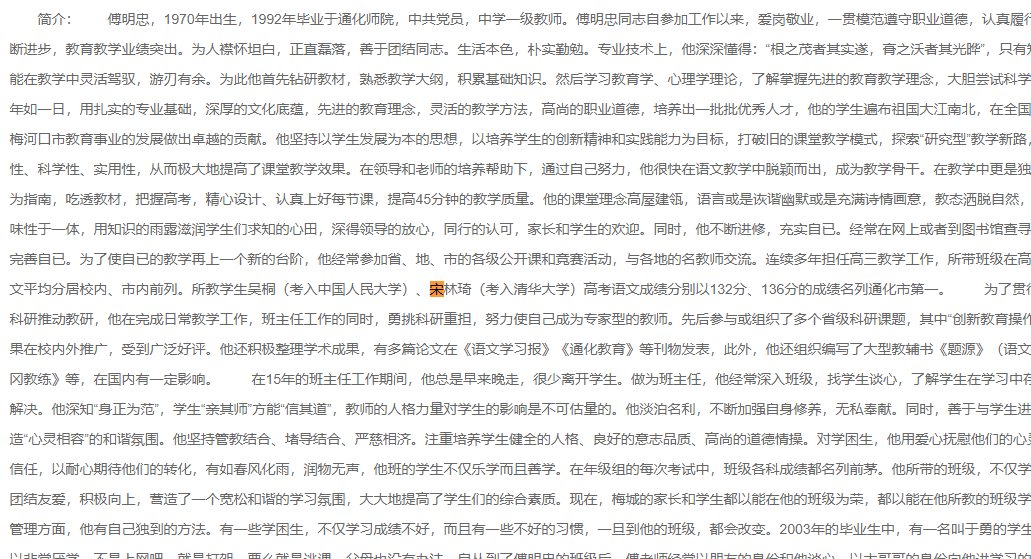 简介: 傅明忠，1970年出生，1992年毕业于通化师院，中共党员，中学一级教师。傅明忠同志自参加工作以来，爱岗敬业，一贯模范遵守职业道德，认真履行
断进步，教育教学业绩突出。为人襟怀坦白，正直磊落，善于团结同志。生活本色，朴实勤勉。专业技术上，他深深懂得：“根之茂者其实遂，膏之沃者其光晔”，只有知
能在教学中灵活驾驭，游刃有余。为此他首先钻研教材，熟悉教学大纲，积累基础知识。然后学习教育学、心理学理论，了解掌握先进的教育教学理念，大胆尝试科学
年如一日，用扎实的专业基础，深厚的文化底蕴，先进的教育理念，灵活的教学方法，高尚的职业道德，培养出一批批优秀人才，他的学生遍布祖国大江南北，在全国
梅河口市教育事业的发展做出卓越的贡献。他坚持以学生发展为本的思想，以培养学生的创新精神和实践能力为目标，打破旧的课堂教学模式，探索“研究型”教学新路，
性、科学性、实用性，从而极大地提高了课堂教学效果。在领导和老师的培养帮助下，通过自己努力，他很快在语文教学中脱颖而出，成为教学骨干。在教学中更是独
为指南，吃透教材，把握高考，精心设计、认真上好每节课，提高45分钟的教学质量。他的课堂理念高屋建瓴，语言或是诙谐幽默或是充满诗情画意，教态洒脱自然，
味性于一体，用知识的雨露滋润学生们求知的心田，深得领导的放心，同行的认可，家长和学生的欢迎。同时，他不断进修，充实自已。经常在网上或者到图书馆查寻
完善自已。为了使自已的教学再上一个新的台阶，他经常参加省、地、市的各级公开课和竞赛活动，与各地的名教师交流。连续多年担任高三教学工作，所带班级在高
文平均分居校内、市内前列。所教学生吴桐（考入中国人民大学）、宋林琦（考入清华大学）高考语文成绩分别以132分、136分的成绩名列通化市第一。 为了贯彻
科研推动教研，他在完成日常教学工作，班主任工作的同时，勇挑科研重担，努力使自己成为专家型的教师。先后参与或组织了多个省级科研课题，其中“创新教育操作
果在校内外推广，受到广泛好评。他还积极整理学术成果，有多篇论文在《语文学习报》《通化教育》等刊物发表，此外，他还组织编写了大型教辅书《题源》（语文
冈教练》等，在国内有一定影响。 在15年的班主任工作期间，他总是早来晚走，很少离开学生。做为班主任，他经常深入班级，找学生谈心，了解学生在学习中存
解决。他深知“身正为范”，学生“亲其师”方能“信其道”，教师的人格力量对学生的影响是不可估量的。他淡泊名利，不断加强自身修养，无私奉献。同时，善于与学生进
造“心灵相容”的和谐氛围。他坚持管教结合、堵导结合、严慈相济。注重培养学生健全的人格、良好的意志品质、高尚的道德情操。对学困生，他用爱心抚慰他们的心灵
信任，以耐心期待他们的转化，有如春风化雨，润物无声，他班的学生不仅乐学而且善学。在年级组的每次考试中，班级各科成绩都名列前茅。他所带的班级，不仅学
团结友爱，积极向上，营造了一个宽松和谐的学习氛围，大大地提高了学生们的综合素质。现在，梅城的家长和学生都以能在他的班级为荣，都以能在他所教的班级学
管理方面，他有自己独到的方法。有一些学困生，不仅学习成绩不好，而且有一些不好的习惯，一旦到他的班级，都会改变。2003年的毕业生中，有一名叫于勇的学生